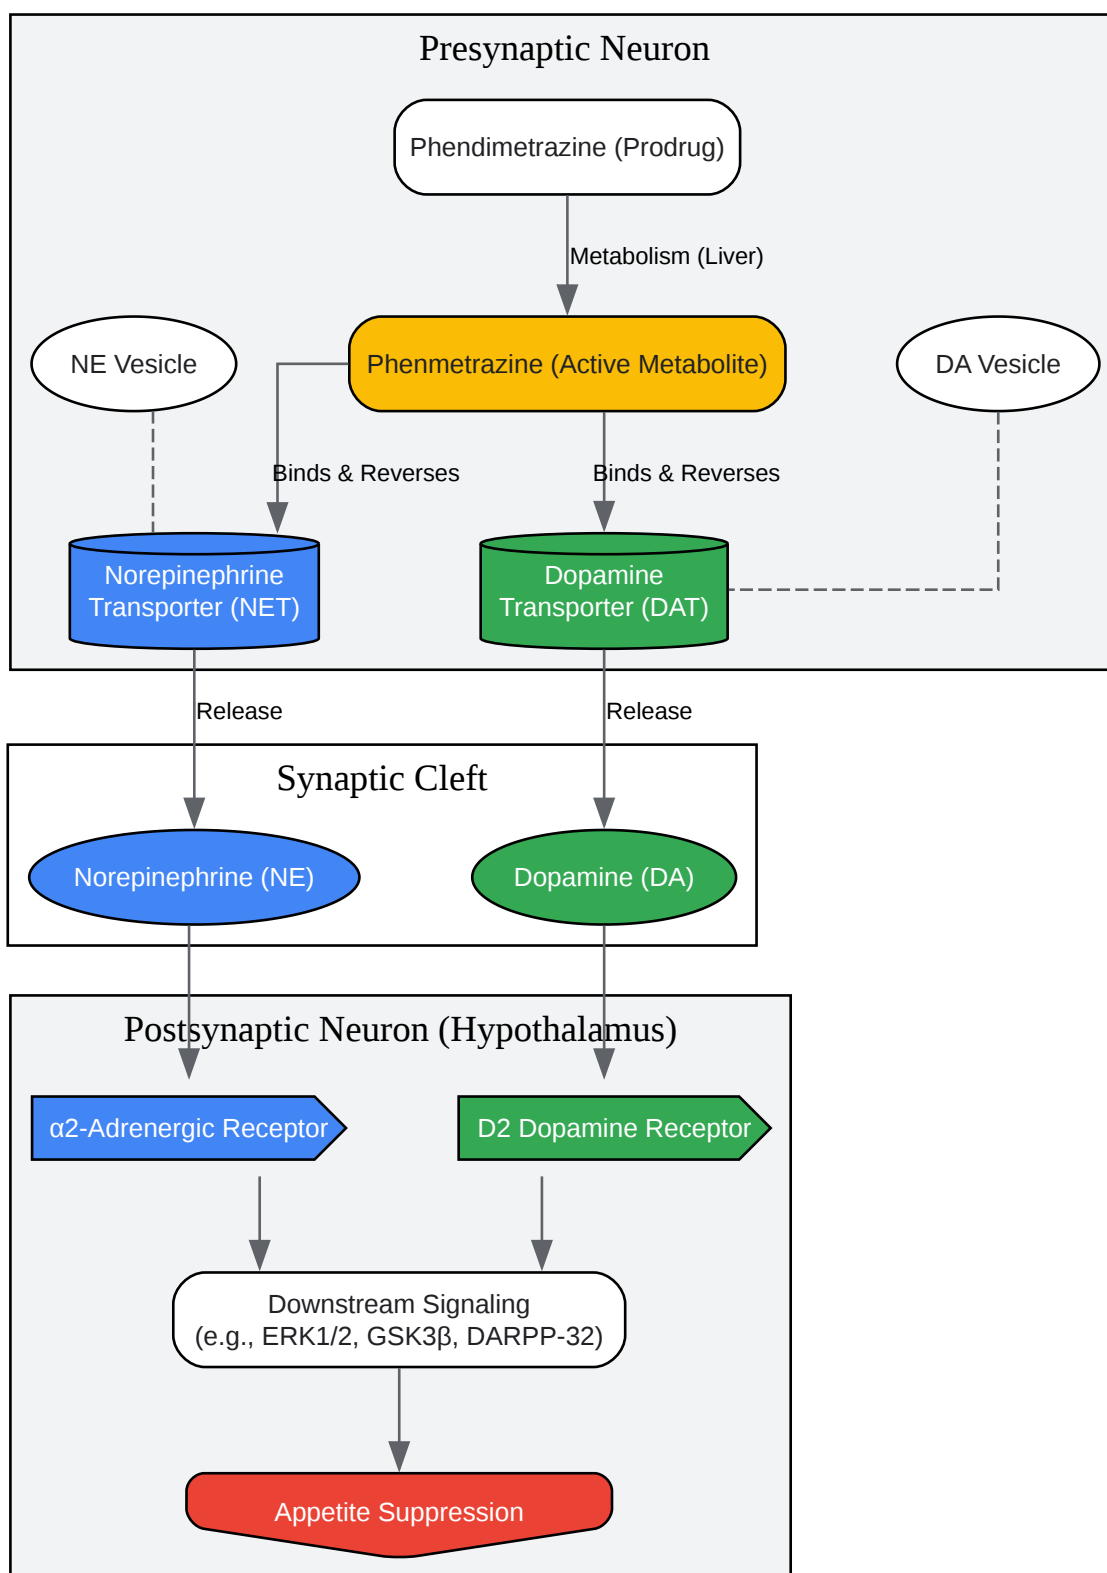 Presynaptic Neuron
Phendimetrazine (Prodrug)
Metabolism (Liver)
NE Vesicle
Phenmetrazine (Active Metabolite)
DA Vesicle
Binds & Reverses
Binds & Reverses
Norepinephrine
Transporter (NET)
Dopamine
Transporter (DAT)
Release
Release
Synaptic Cleft
Norepinephrine (NE)
Dopamine (DA)
Postsynaptic Neuron (Hypothalamus)
α2-Adrenergic Receptor
D2 Dopamine Receptor
Downstream Signaling
(e.g., ERK1/2, GSK3β, DARPP-32)
Appetite Suppression